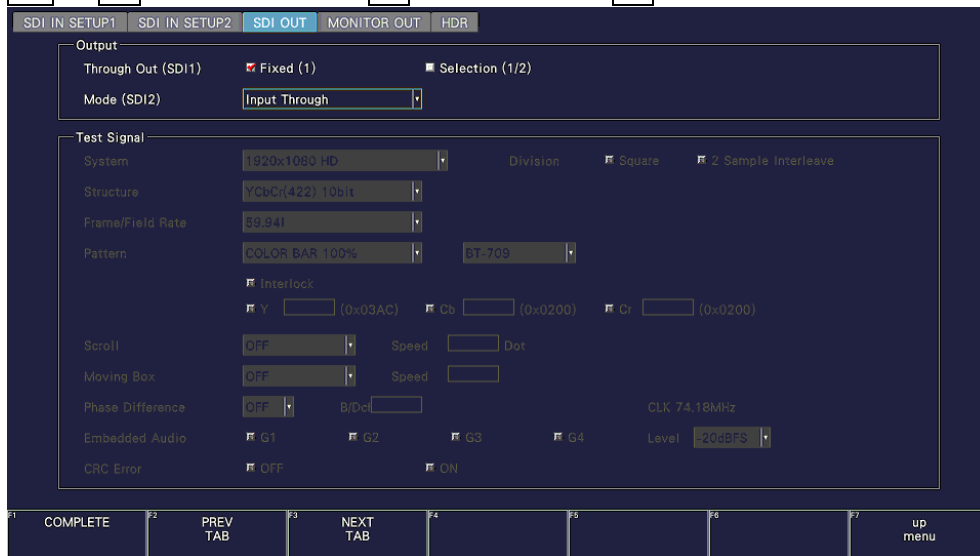 SDI IN SETUP1 SDI IN SETUP2 SDI OUT MONITOR OUT HDR
Output
Through Out (SDI1) Fixed (1) Selection (1/2)
Mode (SDI2) Input Through
Test Signal
System 1920x1080 HD Division Square 2 Sample Interleave
Structure YCbCr(422) 10bit
Frame/Field Rate 59.94I
Pattern COLOR BAR 100% BT-709
Interlock
Y (0x03AC) Cb (0x0200) Cr (0x0200)
Scroll OFF Speed Dot
Moving Box OFF Speed
Phase Difference OFF B/Dcl CLK 74.18MHz
Embedded Audio G1 G2 G3 G4 Level -20dBFS
CRC Error OFF ON
F1 COMPLETE F2 PREV TAB F3 NEXT TAB F4 F5 F6 F7 up menu